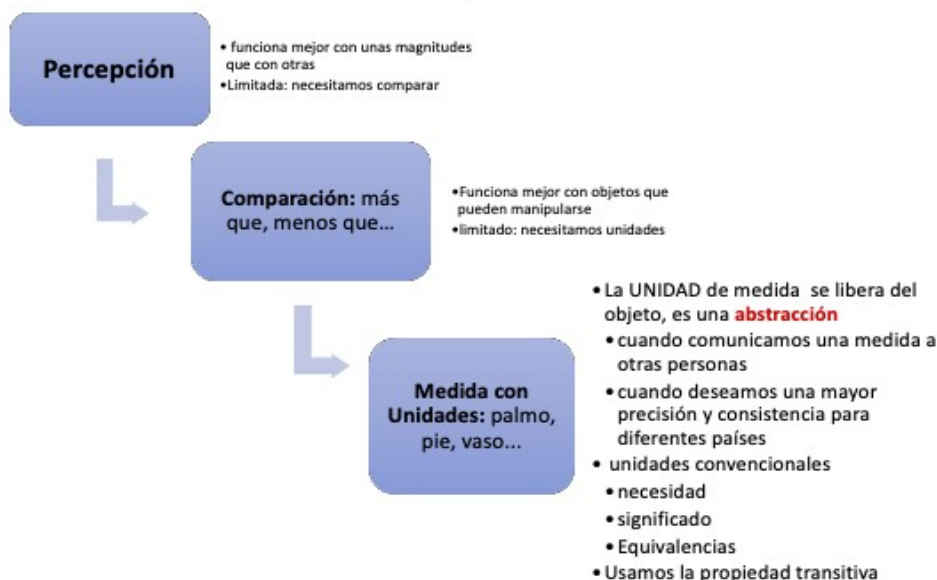 Percepción
• funciona mejor con unas magnitudes
que con otras
•Limitada: necesitamos comparar
Comparación: más
que, menos que...
•Funciona mejor con objetos que
pueden manipularse
•limitado: necesitamos unidades
Medida con
Unidades: palmo,
pie, vaso...
• La UNIDAD de medida se libera del
objeto, es una abstracción
• cuando comunicamos una medida a
otras personas
• cuando deseamos una mayor
precisión y consistencia para
diferentes países
• unidades convencionales
• necesidad
• significado
• Equivalencias
• Usamos la propiedad transitiva